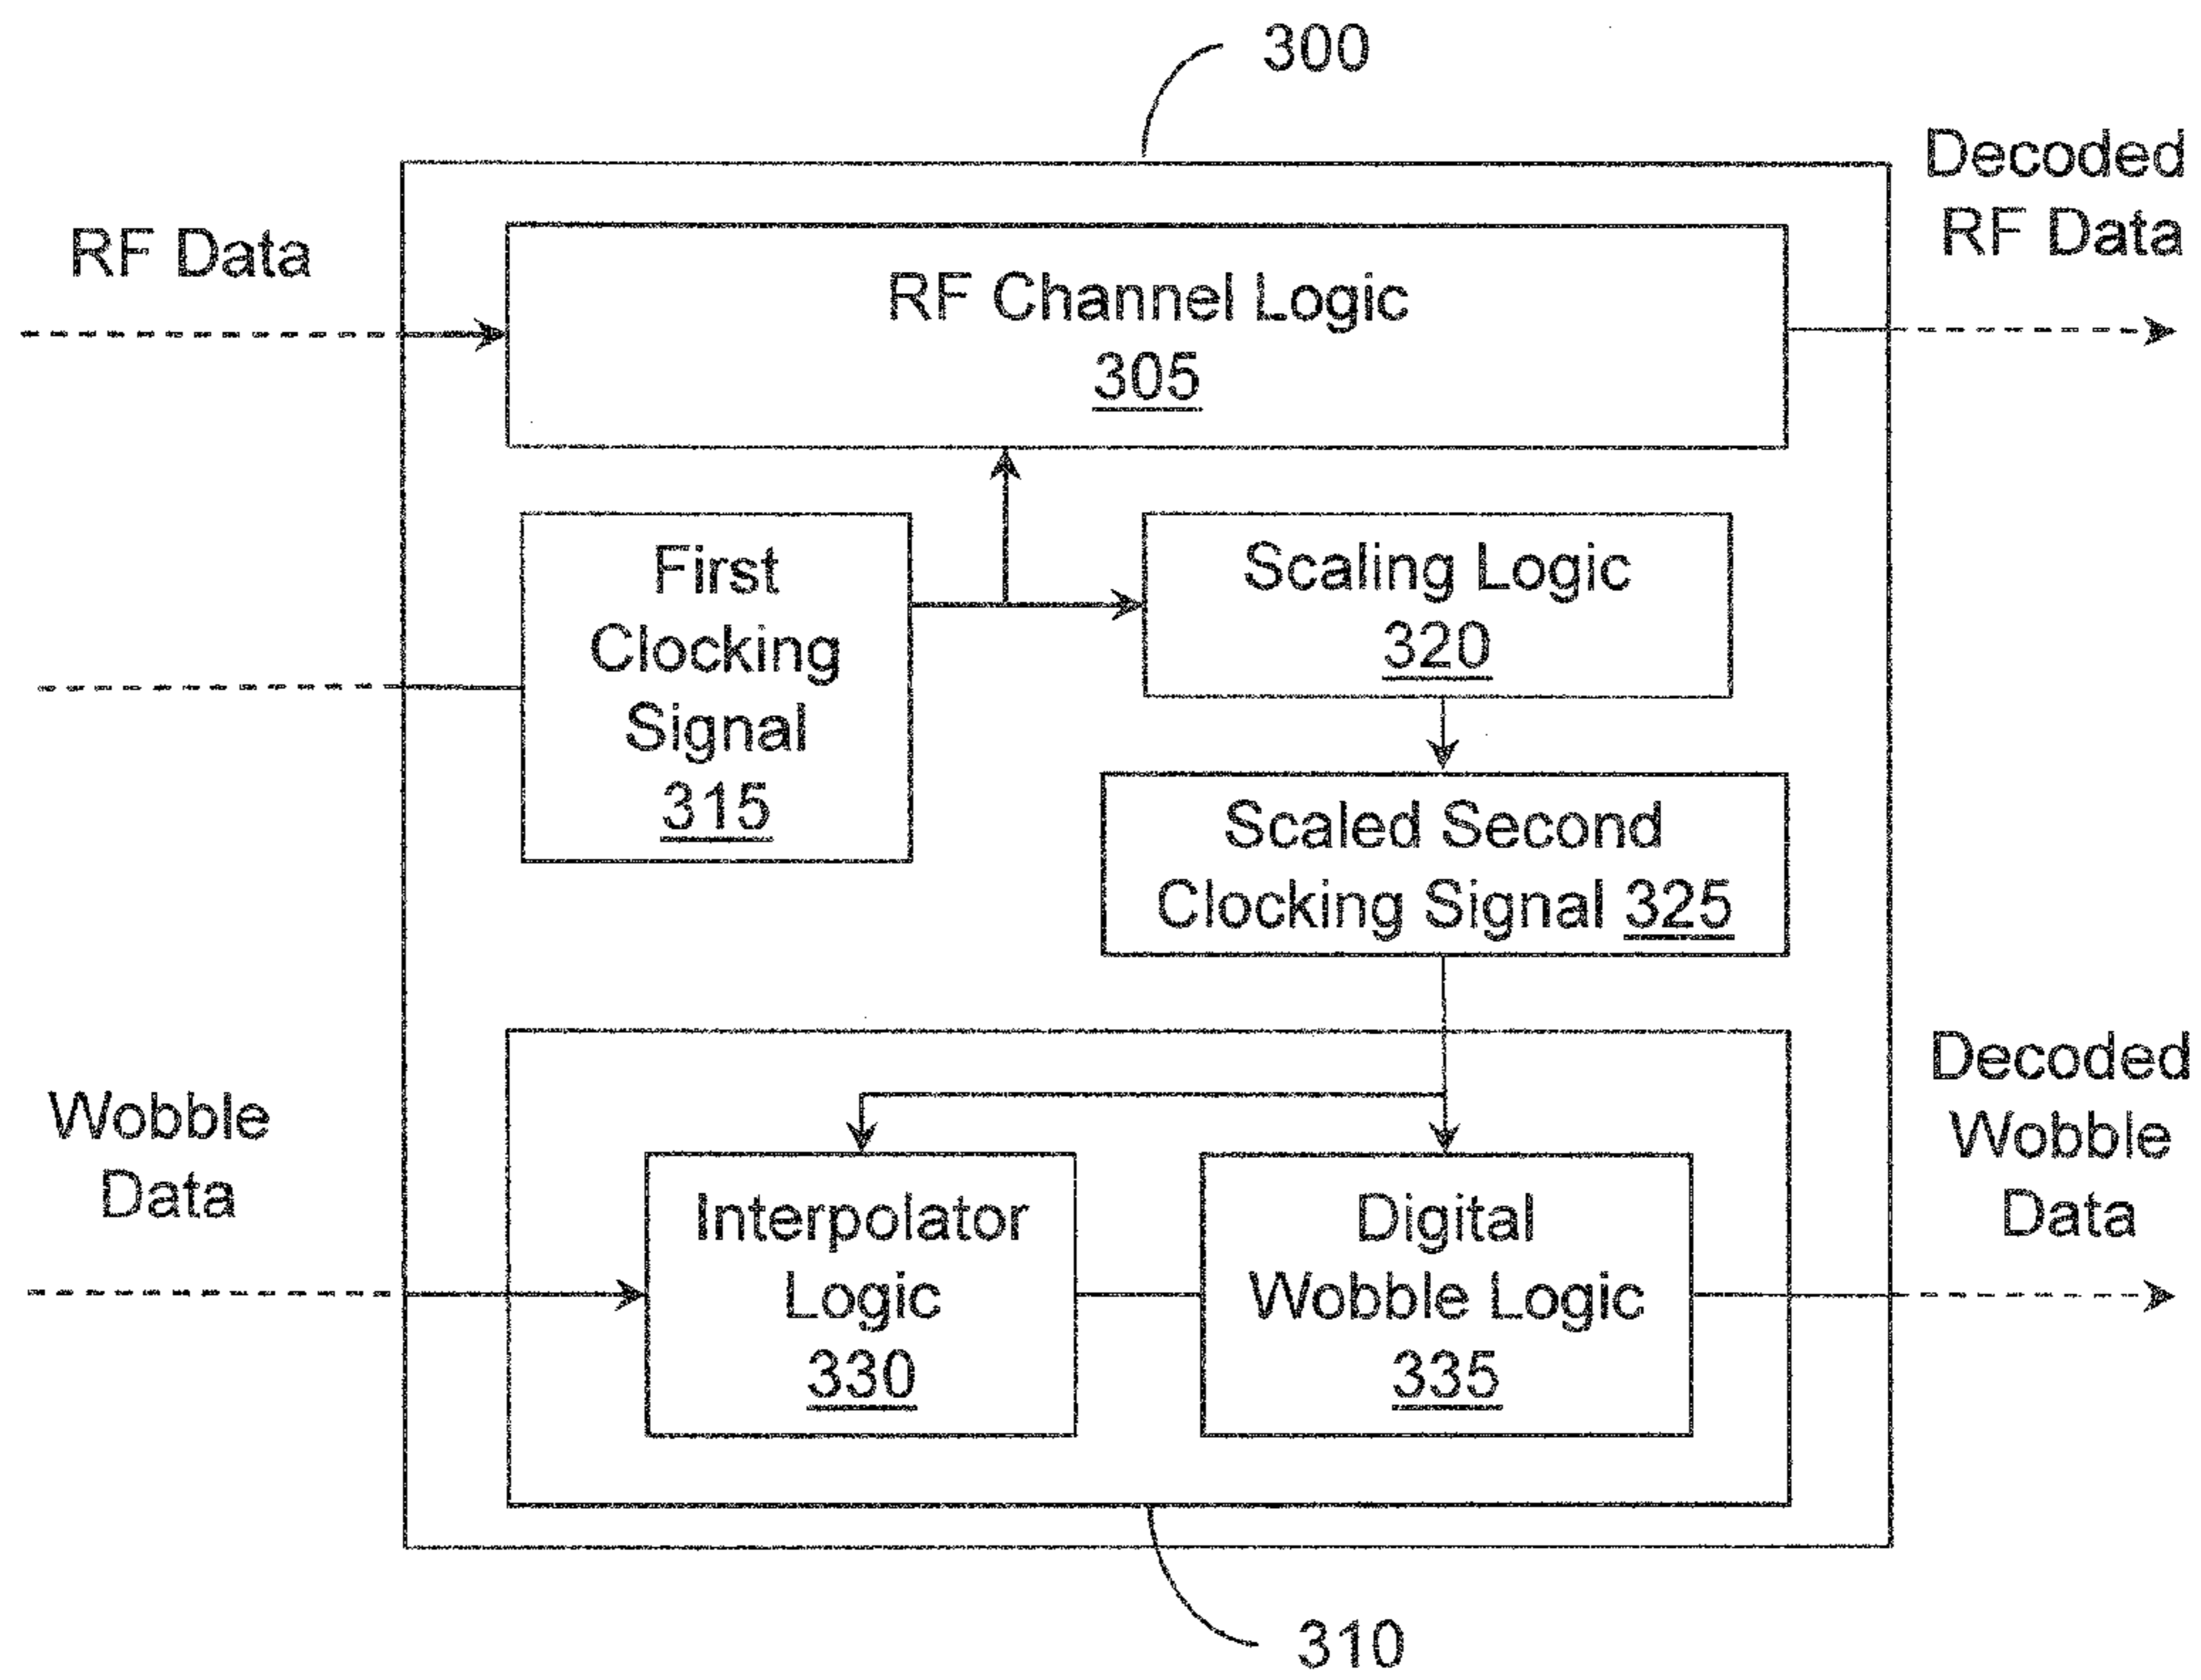 300
Decoded
RF Data
RF Data
RF Channel Logic
305
First
Clocking
Signal
315
Scaling Logic
320
Scaled Second
Clocking Signal 325
Wobble
Data
Interpolator
Logic
330
Digital
Wobble Logic
335
Decoded
Wobble
Data
310